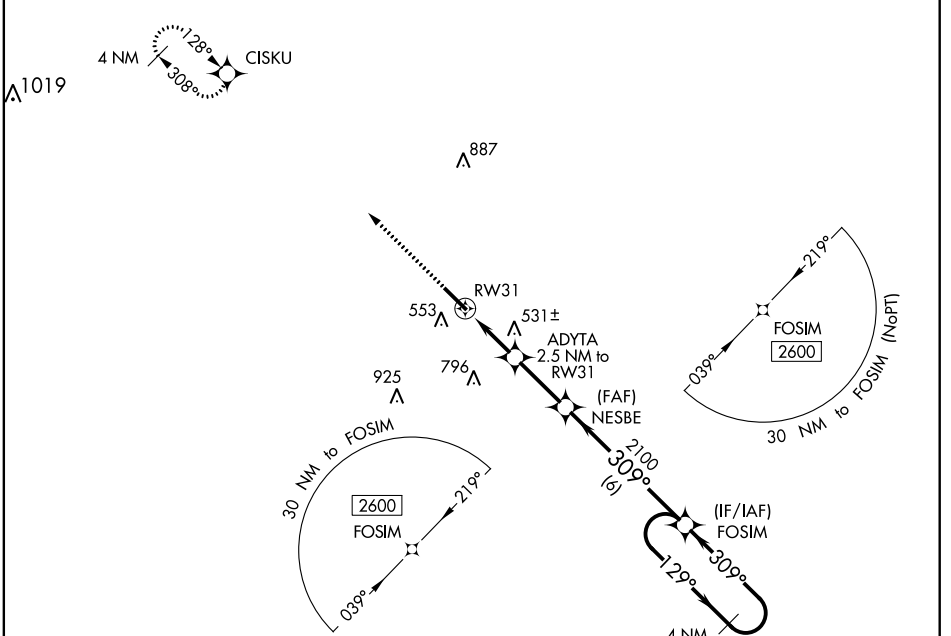 4 NM
128°
308°
CISKU
1019
887
RW31
553
531±
ADYTA
2.5 NM to
RW31
796
925
(FAF)
NESBE
219°
FOSIM
2600
039°
30 NM to FOSIM (NoPT)
30 NM to FOSIM
2600
FOSIM
219°
039°
2100
309°
(6)
(IF/IAF)
FOSIM
309°
129°
4 NM